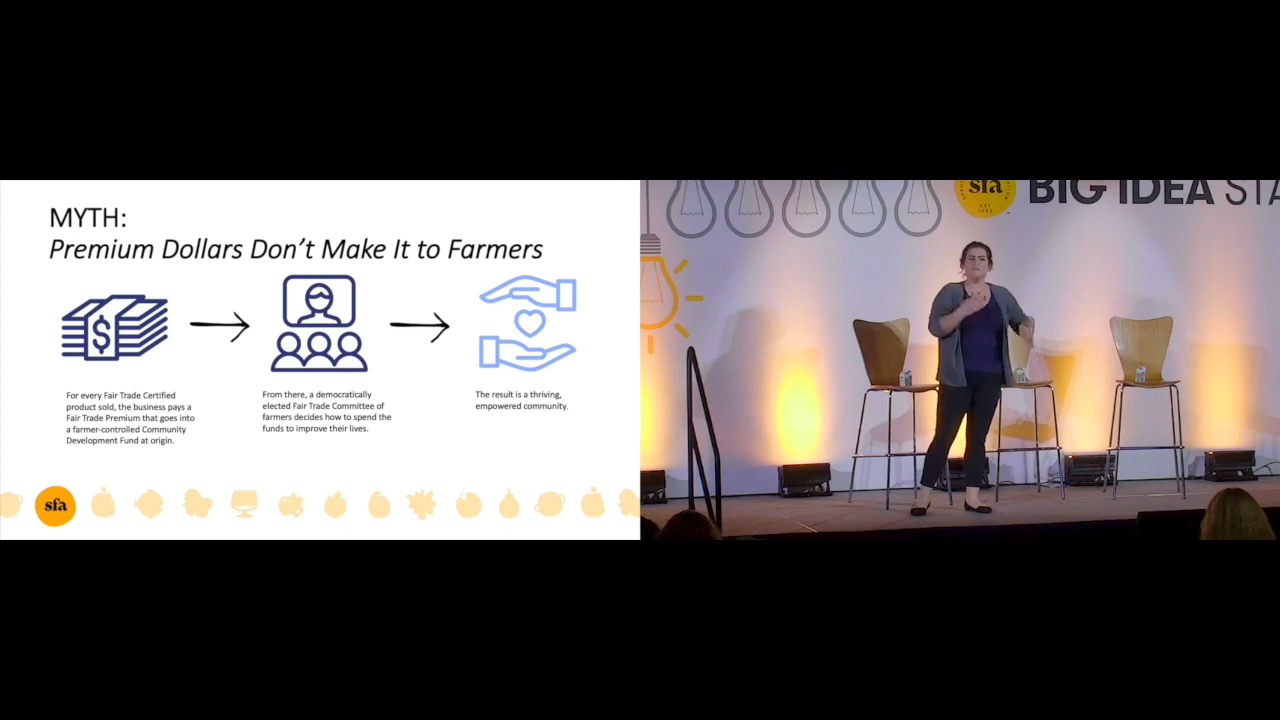 MYTH:
Premium Dollars Don't Make It to Farmers
$
For every Fair Trade Certified
product sold, the business pays a
Fair Trade Premium that goes into
a farmer-controlled Community
Development Fund at origin.
From there, a democratically
elected Fair Trade Committee of
farmers decides how to spend the
funds to improve their lives.
The result is a thriving,
empowered community.
sfa
sfa
EST
BIG IDEA STA